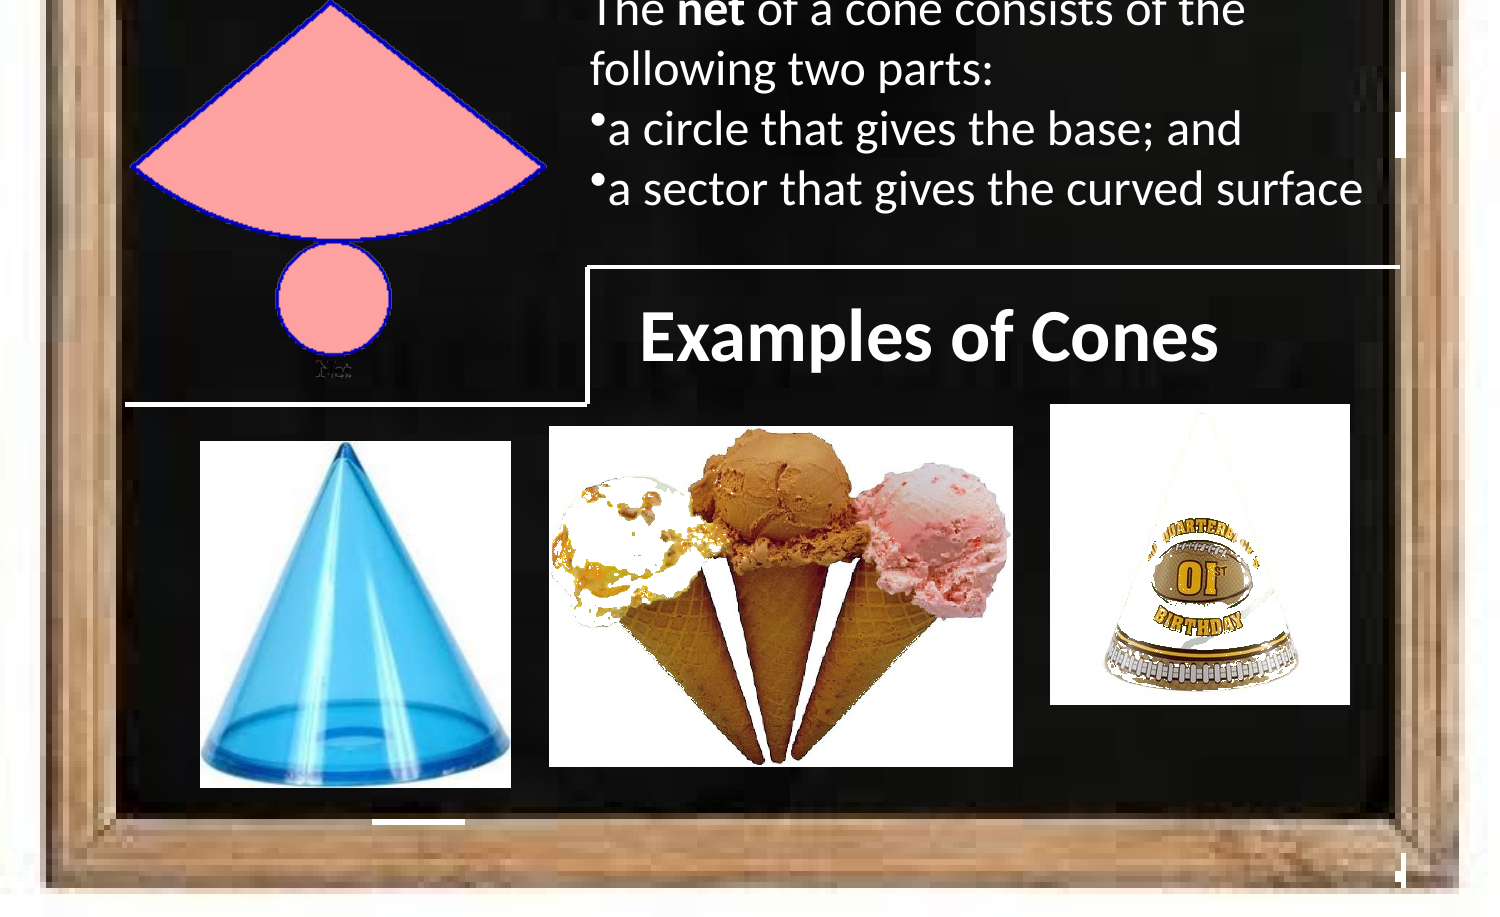 The net of a cone consists of the
following two parts:
•a circle that gives the base; and
•a sector that gives the curved surface
Examples of Cones
01ST
BIRTHDAY